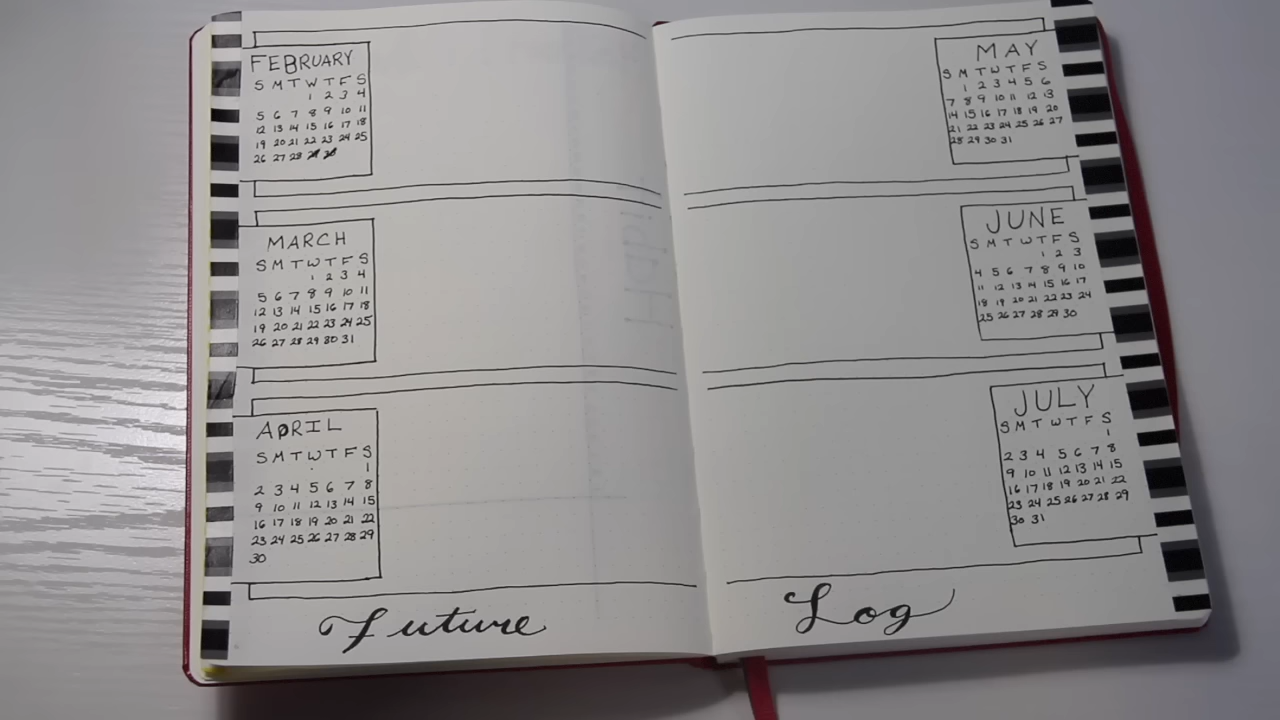 FEBRUARY
S M T W T F S
1 2 3 4
5 6 7 8 9 10 11
12 13 14 15 16 17 18
19 20 21 22 23 24 25
26 27 28
MARCH
S M T W T F S
1 2 3 4
5 6 7 8 9 10 11
12 13 14 15 16 17 18
19 20 21 22 23 24 25
26 27 28 29 30 31
APRIL
S M T W T F S
1
2 3 4 5 6 7 8
9 10 11 12 13 14 15
16 17 18 19 20 21 22
23 24 25 26 27 28 29
30
Future
MAY
S M T W T F S
1 2 3 4 5 6
7 8 9 10 11 12 13
14 15 16 17 18 19 20
21 22 23 24 25 26 27
28 29 30 31
JUNE
S M T W T F S
1 2 3
4 5 6 7 8 9 10
11 12 13 14 15 16 17
18 19 20 21 22 23 24
25 26 27 28 29 30
JULY
S M T W T F S
1
2 3 4 5 6 7 8
9 10 11 12 13 14 15
16 17 18 19 20 21 22
23 24 25 26 27 28 29
30 31
Log